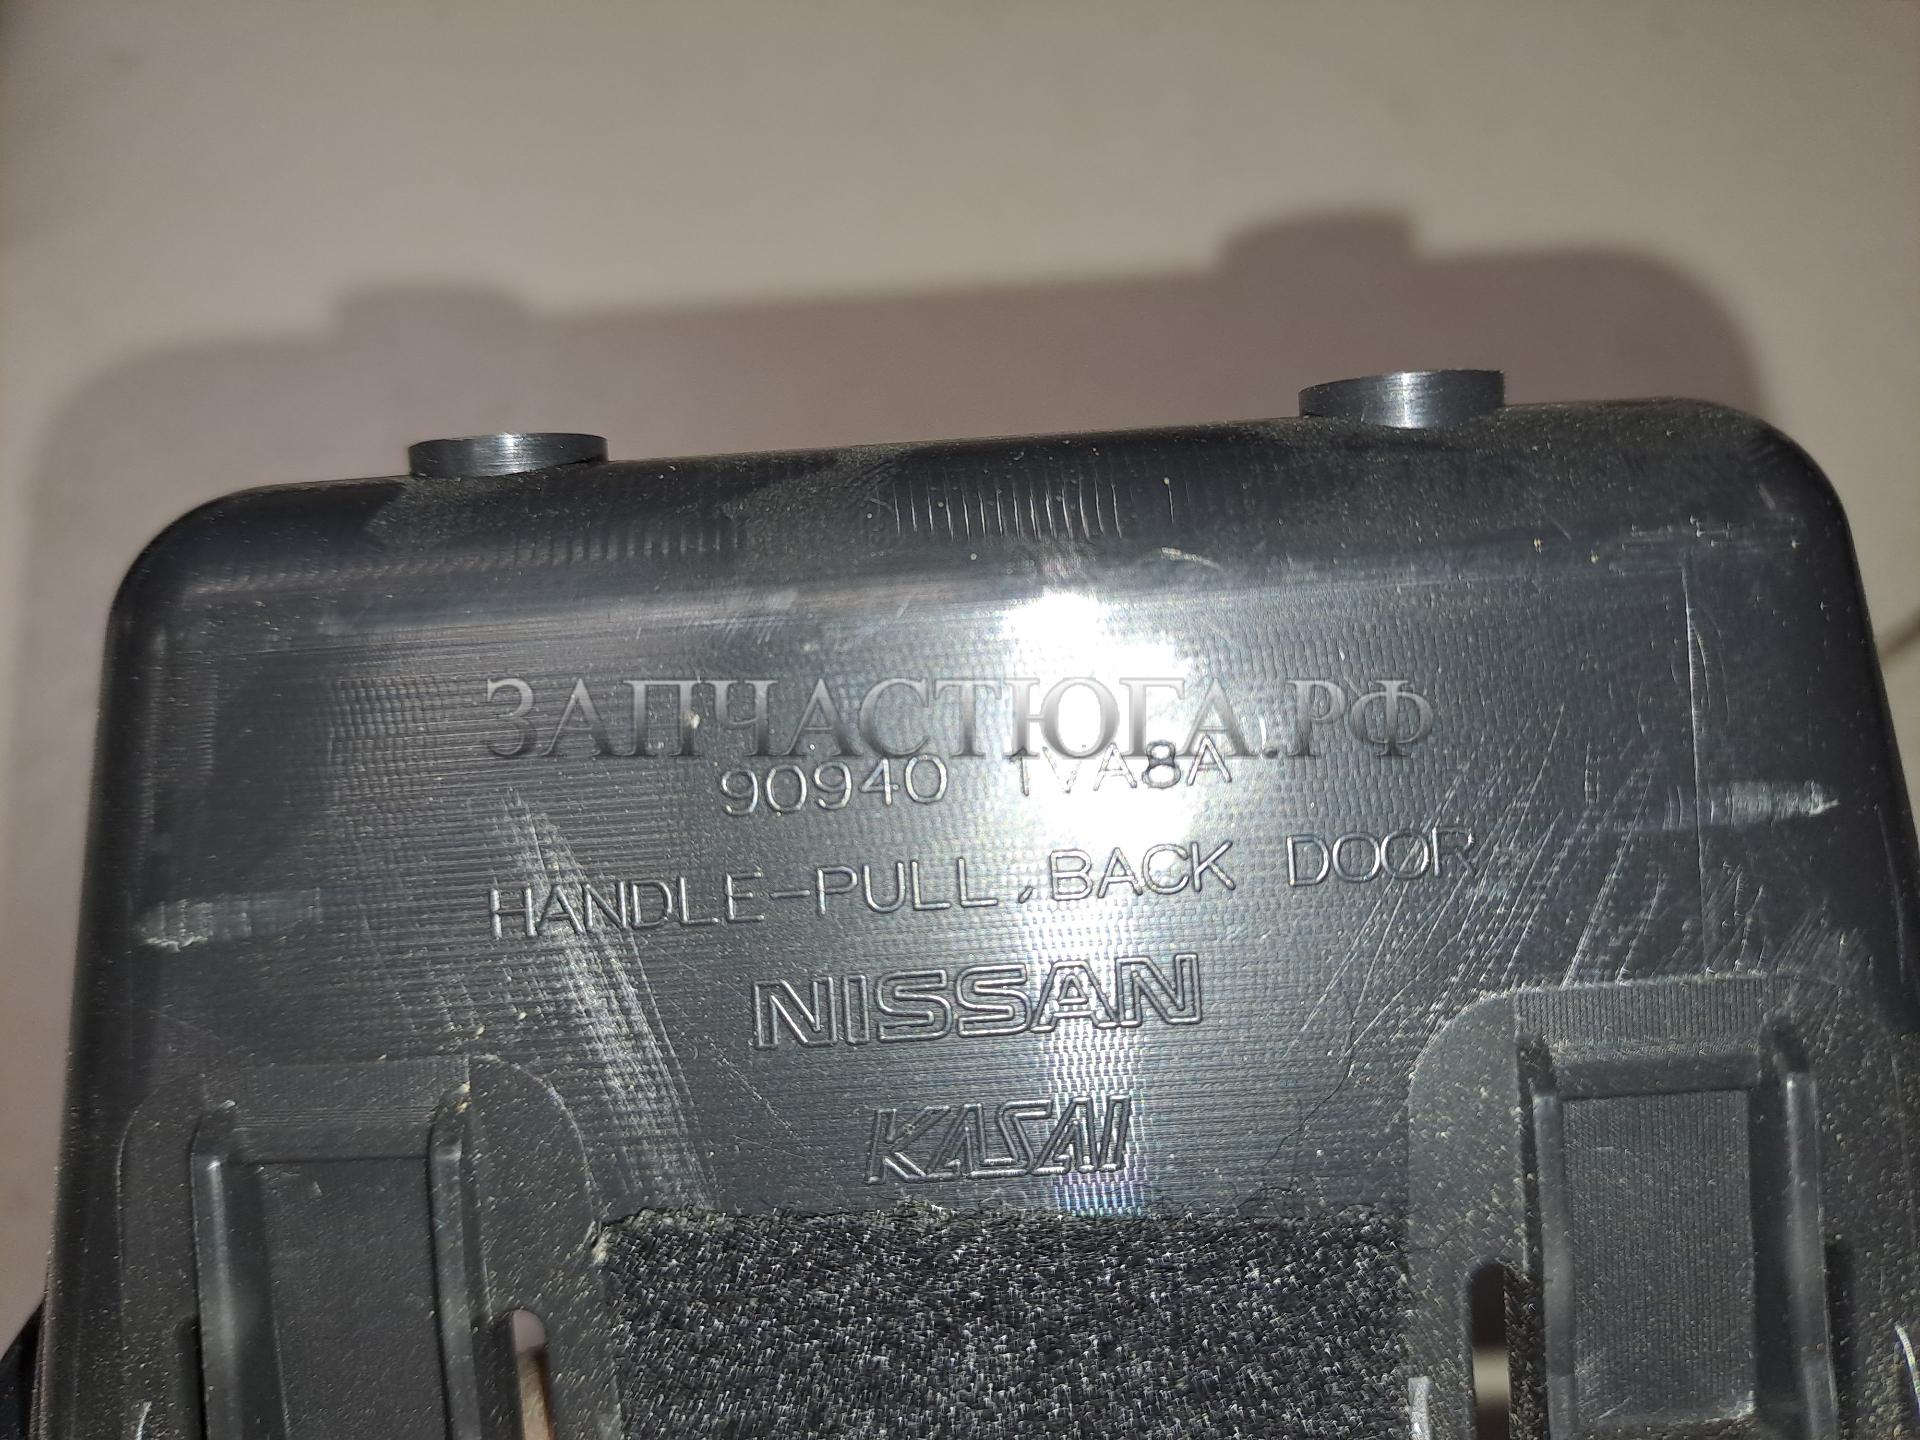 ЗАПЧАСТЮГА.РФ
90940 1VA8A
HANDLE-PULL, BACK DOOR
NISSAN
KASAI